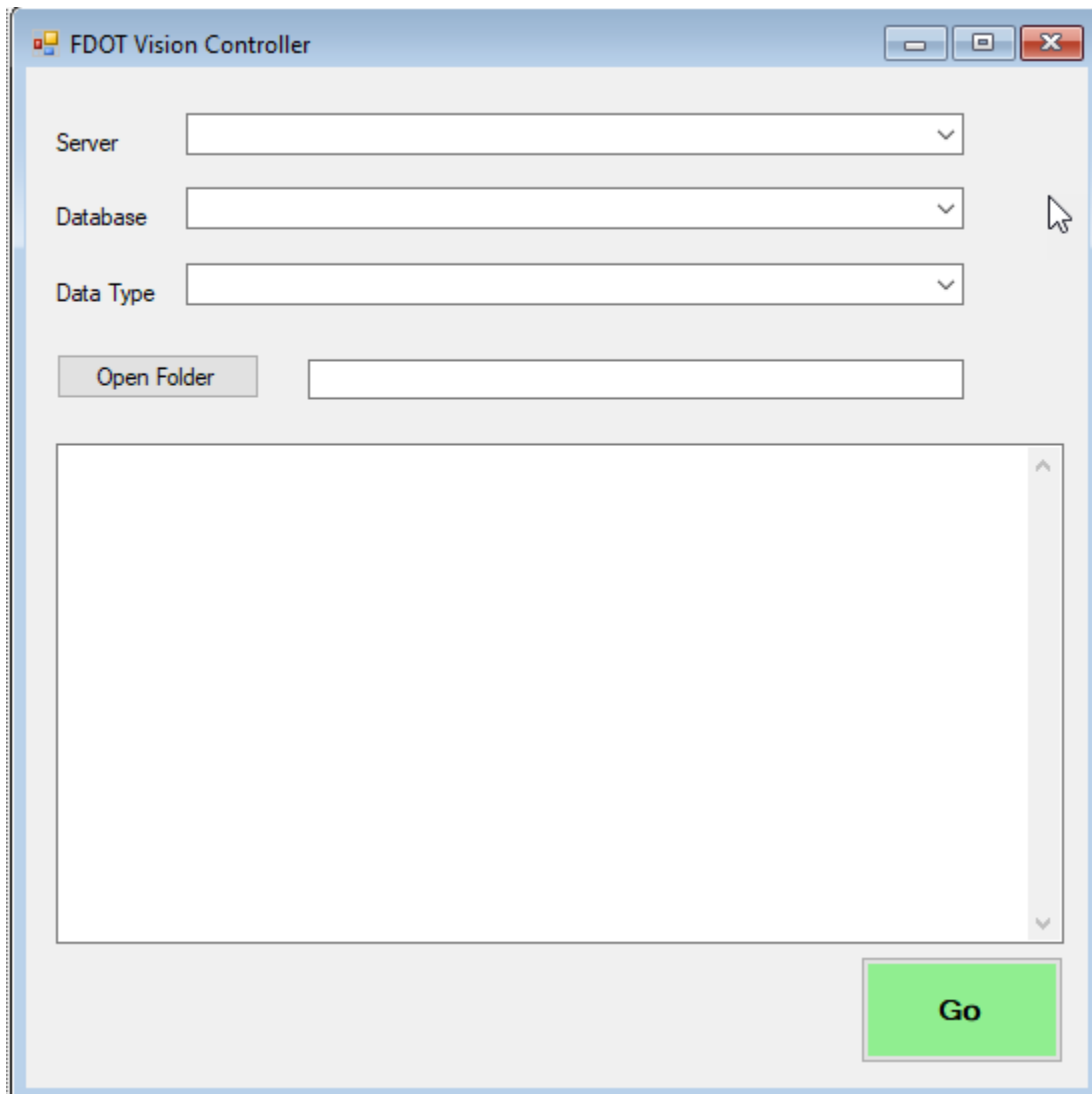 FDOT Vision Controller
Server
Database
Data Type
Open Folder
Go